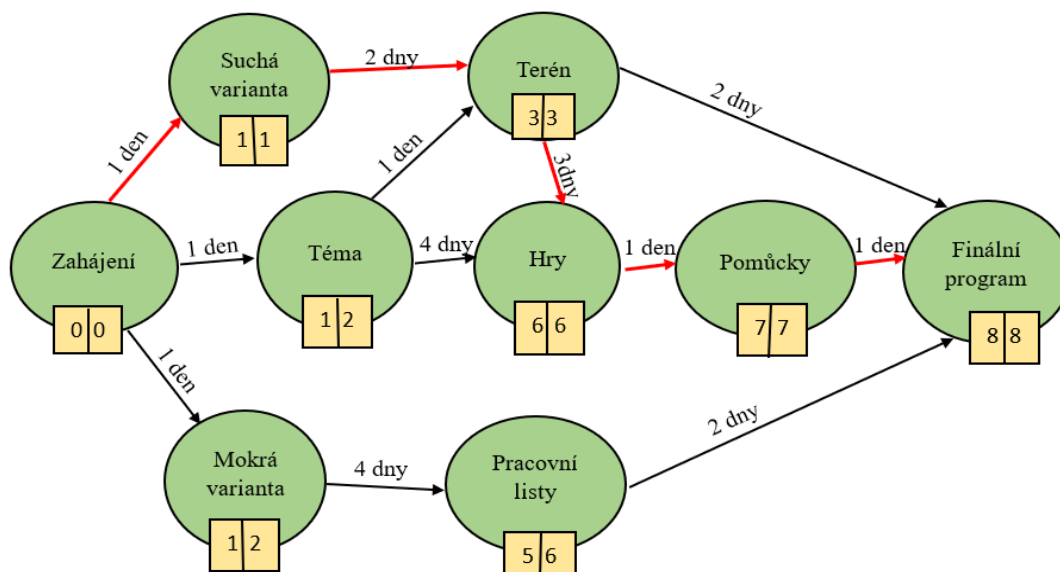 Suchá
varianta
1 1
2 dny
Terén
3 3
2 dny
1 den
1 den
3dny
Zahájení
0 0
1 den
Téma
1 2
4 dny
Hry
6 6
1 den
Pomůcky
7 7
1 den
Finální
program
8 8
1 den
Mokrá
varianta
1 2
4 dny
Pracovní
listy
5 6
2 dny